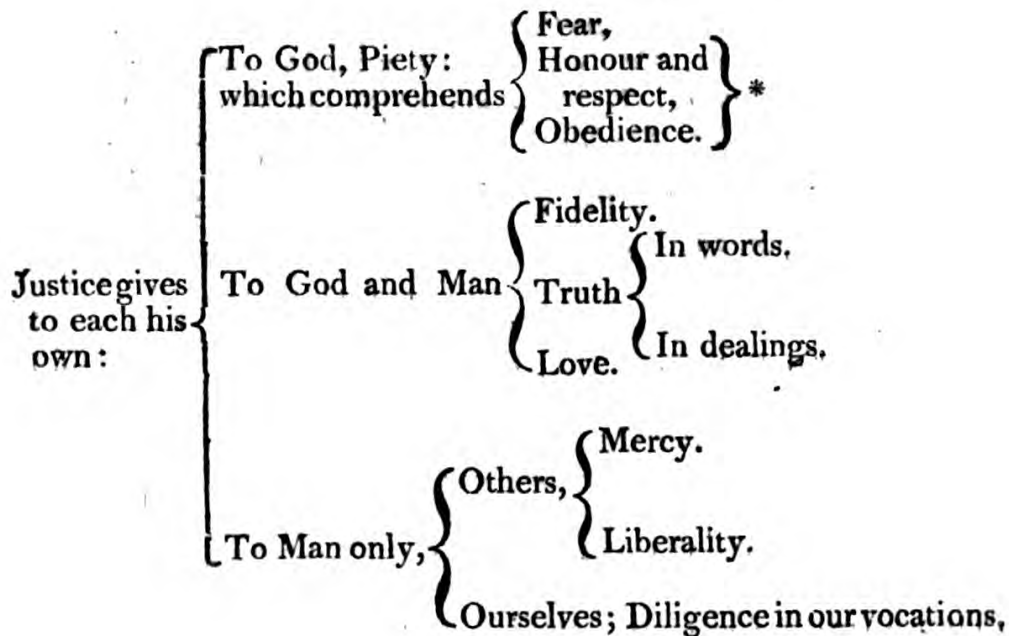 Fear,
To God, Piety:
Honour and
which comprehends
respect,
*
Obedience.
Fidelity.
In words,
Justice gives
To God and Man
Truth
to each his
own:
In dealings,
Love.
Mercy.
Others,
To Man only,
Liberality.
Ourselves; Diligence in our vocations,